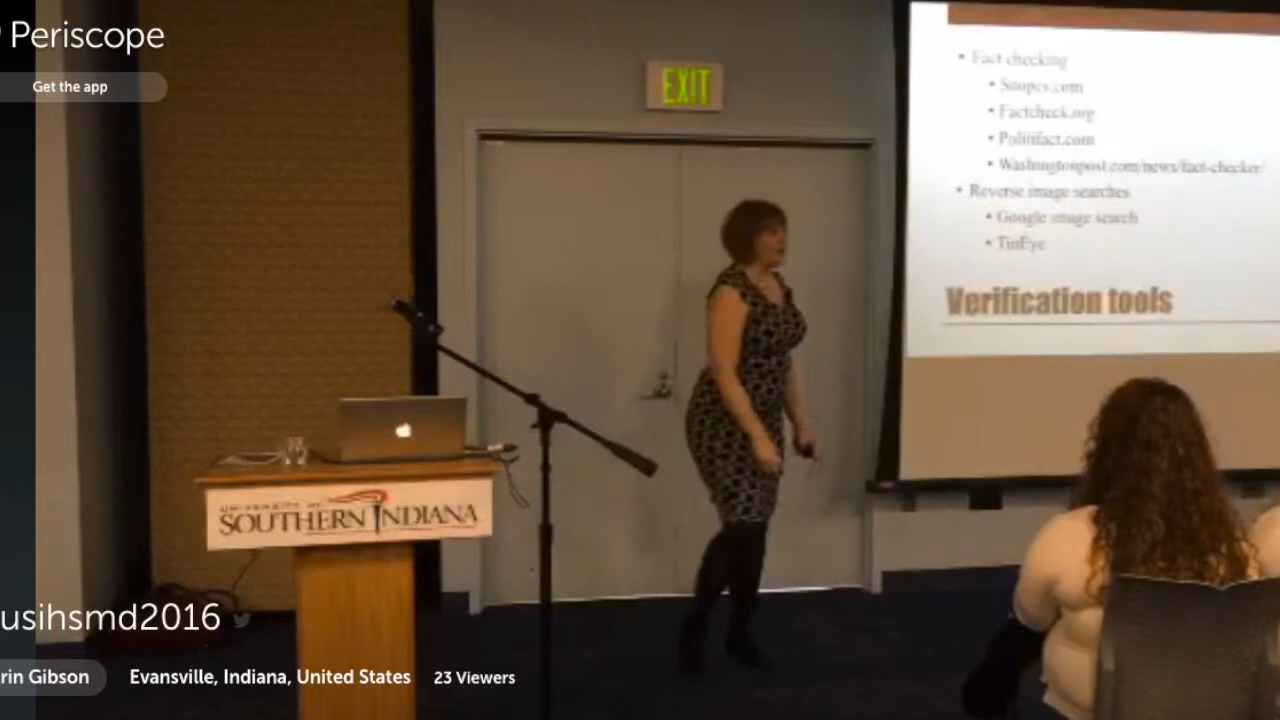 Periscope
Get the app
EXIT
• Fact checking
• Snopes.com
• Factcheck.org
• Politifact.com
• Washingtonpost.com/news/fact-checker/
• Reverse image searches
• Google image search
• TinEye
Verification tools
UNIVERSITY OF
SOUTHERN INDIANA
usihsmd2016
rin Gibson
Evansville, Indiana, United States
23 Viewers